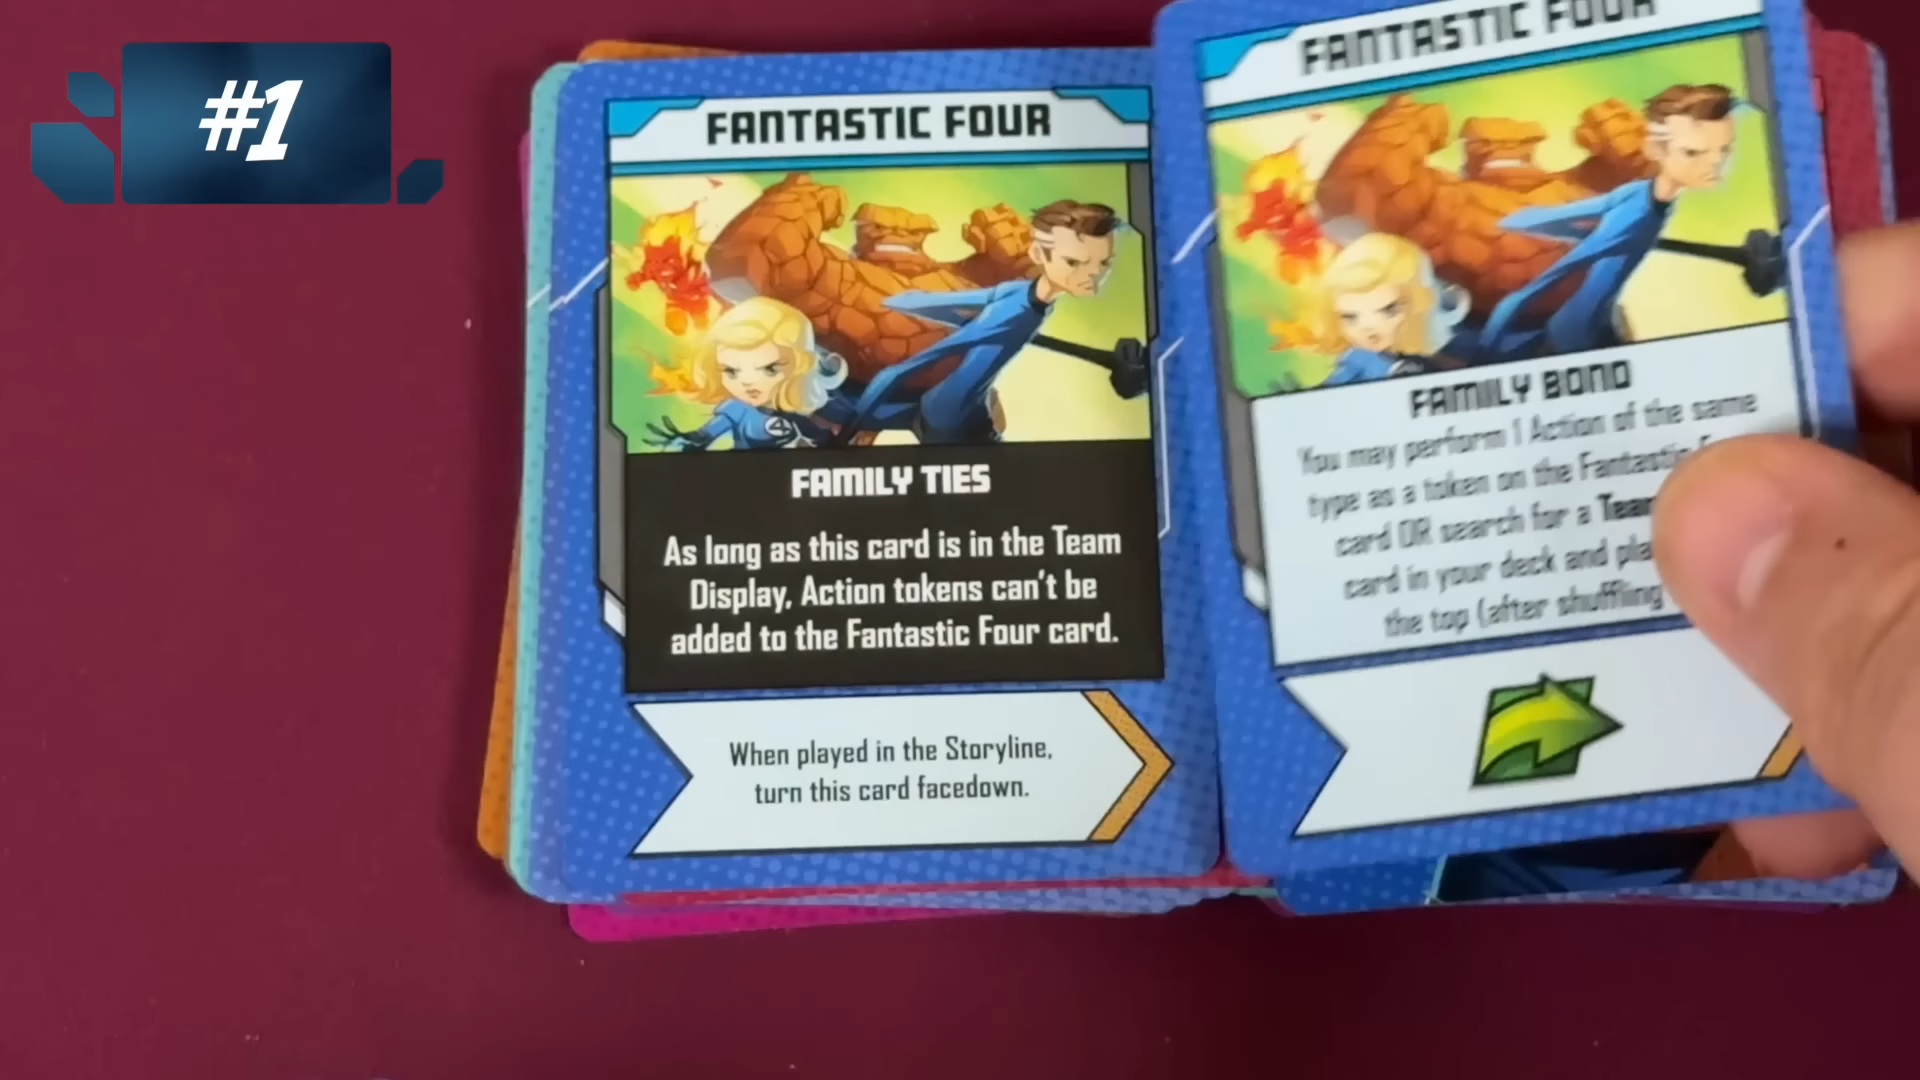 #1
FANTASTIC FOUR
FAMILY TIES
As long as this card is in the Team
Display, Action tokens can't be
added to the Fantastic Four card.
When played in the Storyline,
turn this card facedown.
FANTASTIC FOUR
FAMILY BOND
You may perform 1 Action of the same
type as a token on the Fantastic
card OR search for a
card in your deck and
the top (after shuffling